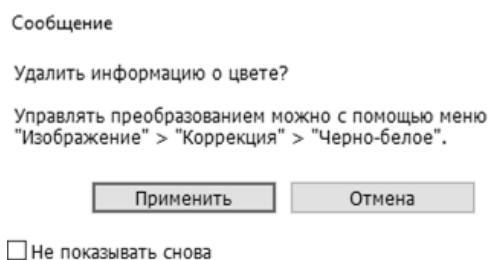 Сообщение
Удалить информацию о цвете?
Управлять преобразованием можно с помощью меню
"Изображение" > "Коррекция" > "Черно-белое".
Применить Отмена
Не показывать снова